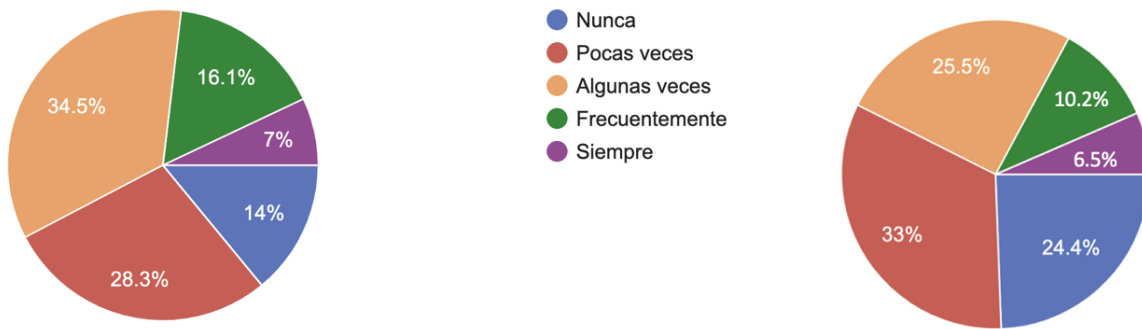 34.5%
16.1%
7%
14%
28.3%
Nunca
Pocas veces
Algunas veces
Frecuentemente
Siempre
25.5%
10.2%
6.5%
33%
24.4%